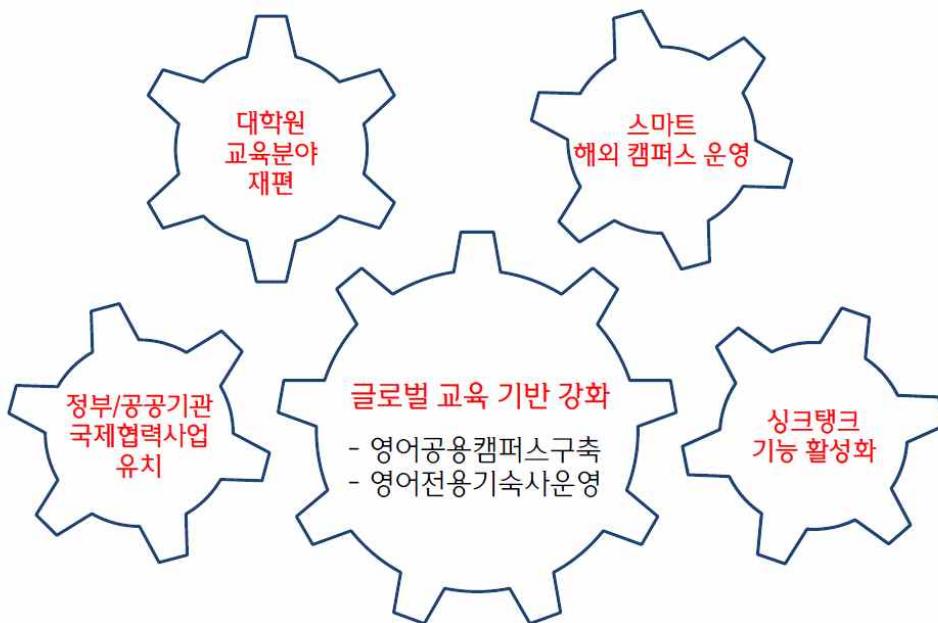 대학원
교육분야
재편
스마트
해외 캠퍼스 운영
정부/공공기관
국제협력사업
유치
글로벌 교육 기반 강화
- 영어공용캠퍼스구축
- 영어전용기숙사운영
싱크탱크
기능 활성화